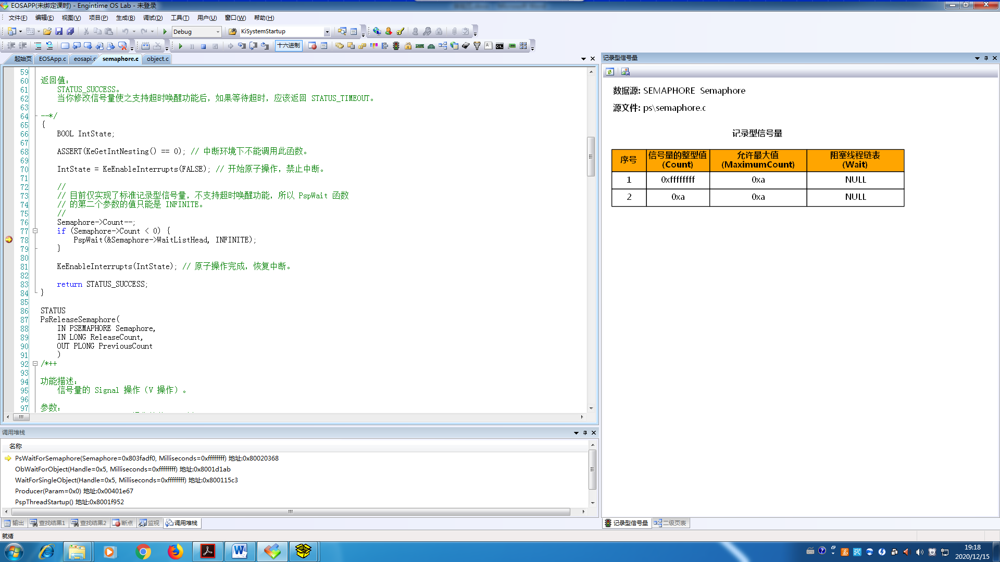 EOSAPP(未绑定课时) - Engintime OS Lab - 未登录
文件(F) 编辑(E) 视图(V) 项目(P) 生成(B) 调试(D) 工具(T) 用户(U) 窗口(W) 帮助(H)
Debug KiSystemStartup
十六进制
起始页 EOSApp.c eosapi.c semaphore.c object.c
59
60 返回值:
61 STATUS_SUCCESS。
62 当你修改信号量使之支持超时唤醒功能后，如果等待超时，应该返回 STATUS_TIMEOUT。
63
64 --*/
65 {
66 BOOL IntState;
67
68 ASSERT(KeGetIntNesting() == 0); // 中断环境下不能调用此函数。
69
70 IntState = KeEnableInterrupts(FALSE); // 开始原子操作，禁止中断。
71
72 //
73 // 目前仅实现了标准记录型信号量，不支持超时唤醒功能，所以 PspWait 函数
74 // 的第二个参数的值只能是 INFINITE。
75 //
76 Semaphore->Count--;
77 if (Semaphore->Count < 0) {
78 PspWait(&Semaphore->WaitListHead, INFINITE);
79 }
80
81 KeEnableInterrupts(IntState); // 原子操作完成，恢复中断。
82
83 return STATUS_SUCCESS;
84 }
85
86 STATUS
87 PsReleaseSemaphore(
88 IN PSEMAPHORE Semaphore,
89 IN LONG ReleaseCount,
90 OUT PLONG PreviousCount
91 )
92 /*++
93
94 功能描述:
95 信号量的 Signal 操作（V 操作）。
96
97 参数:
调用堆栈
名称
PsWaitForSemaphore(Semaphore=0x803fadf0, Milliseconds=0xffffffff) 地址:0x80020368
ObWaitForObject(Handle=0x5, Milliseconds=0xffffffff) 地址:0x8001d1ab
WaitForSingleObject(Handle=0x5, Milliseconds=0xffffffff) 地址:0x800115c3
Producer(Param=0x0) 地址:0x00401e67
PspThreadStartup() 地址:0x8001f952
输出 查找结果1 查找结果2 断点 监视 调用堆栈
就绪
记录型信号量
数据源: SEMAPHORE Semaphore
源文件: ps\semaphore.c
记录型信号量
序号 信号量的整型值 (Count) 允许最大值 (MaximumCount) 阻塞线程链表 (Wait)
1 0xffffffff 0xa NULL
2 0xa 0xa NULL
记录型信号量 二级页表
19:18
2020/12/15